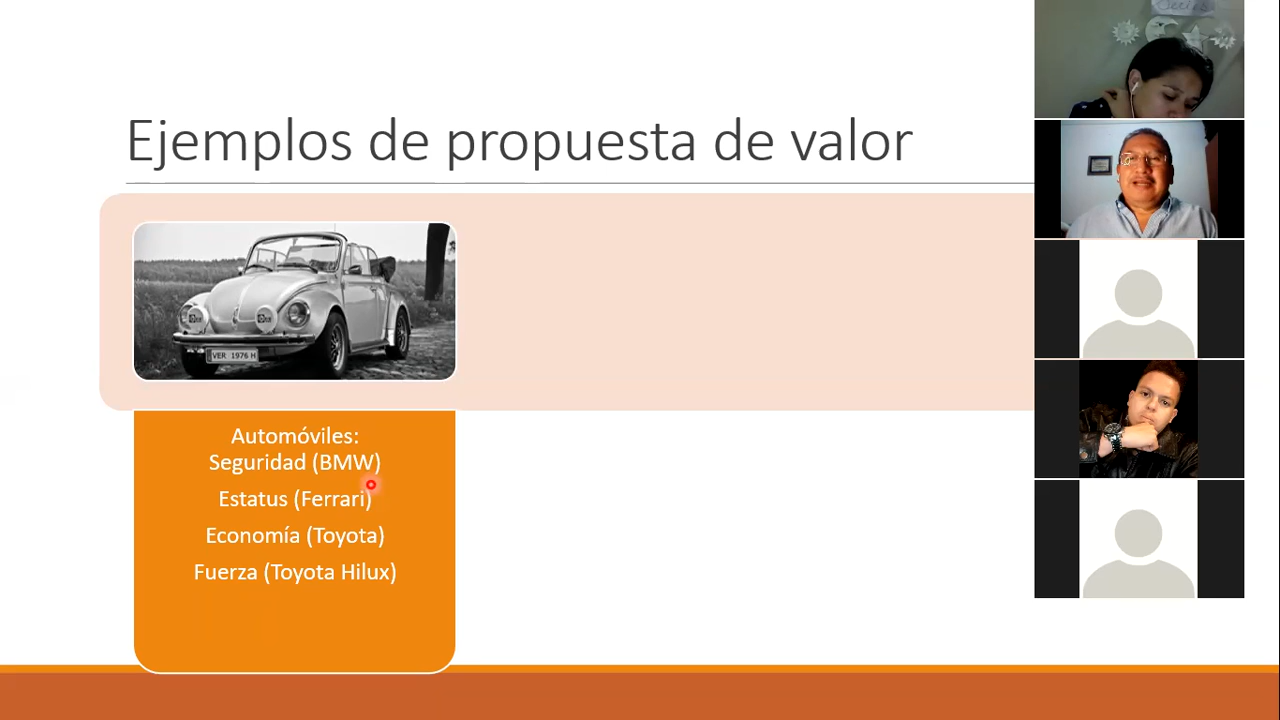 Ejemplos de propuesta de valor
VER 1976 H
Automóviles:
Seguridad (BMW)
Estatus (Ferrari)
Economía (Toyota)
Fuerza (Toyota Hilux)